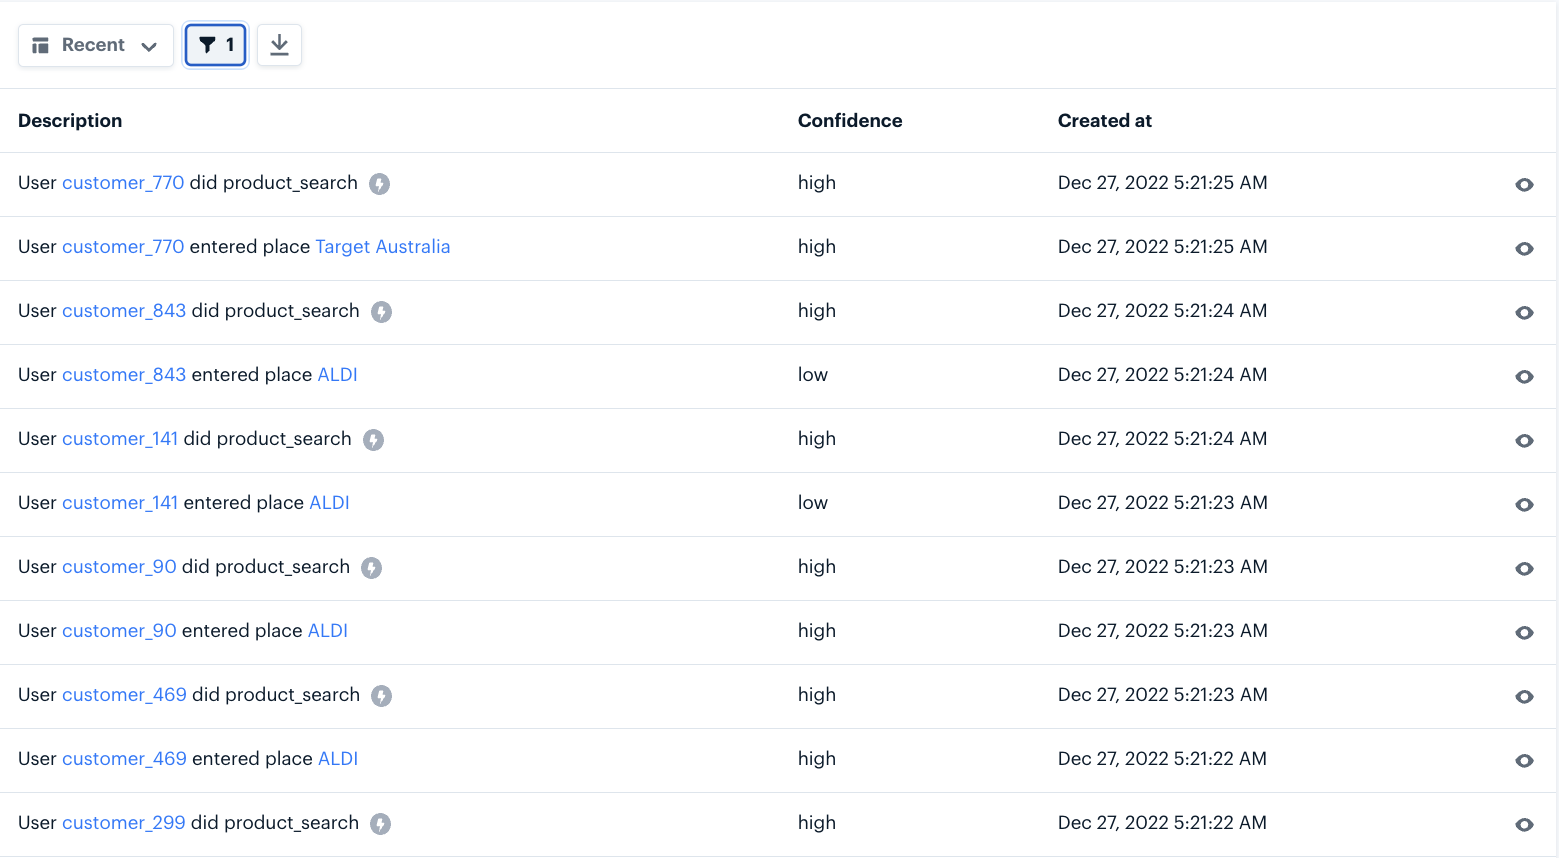 Recent 1
Description Confidence Created at
User customer_770 did product_search high Dec 27, 2022 5:21:25 AM
User customer_770 entered place Target Australia high Dec 27, 2022 5:21:25 AM
User customer_843 did product_search high Dec 27, 2022 5:21:24 AM
User customer_843 entered place ALDI low Dec 27, 2022 5:21:24 AM
User customer_141 did product_search high Dec 27, 2022 5:21:24 AM
User customer_141 entered place ALDI low Dec 27, 2022 5:21:23 AM
User customer_90 did product_search high Dec 27, 2022 5:21:23 AM
User customer_90 entered place ALDI high Dec 27, 2022 5:21:23 AM
User customer_469 did product_search high Dec 27, 2022 5:21:23 AM
User customer_469 entered place ALDI high Dec 27, 2022 5:21:22 AM
User customer_299 did product_search high Dec 27, 2022 5:21:22 AM